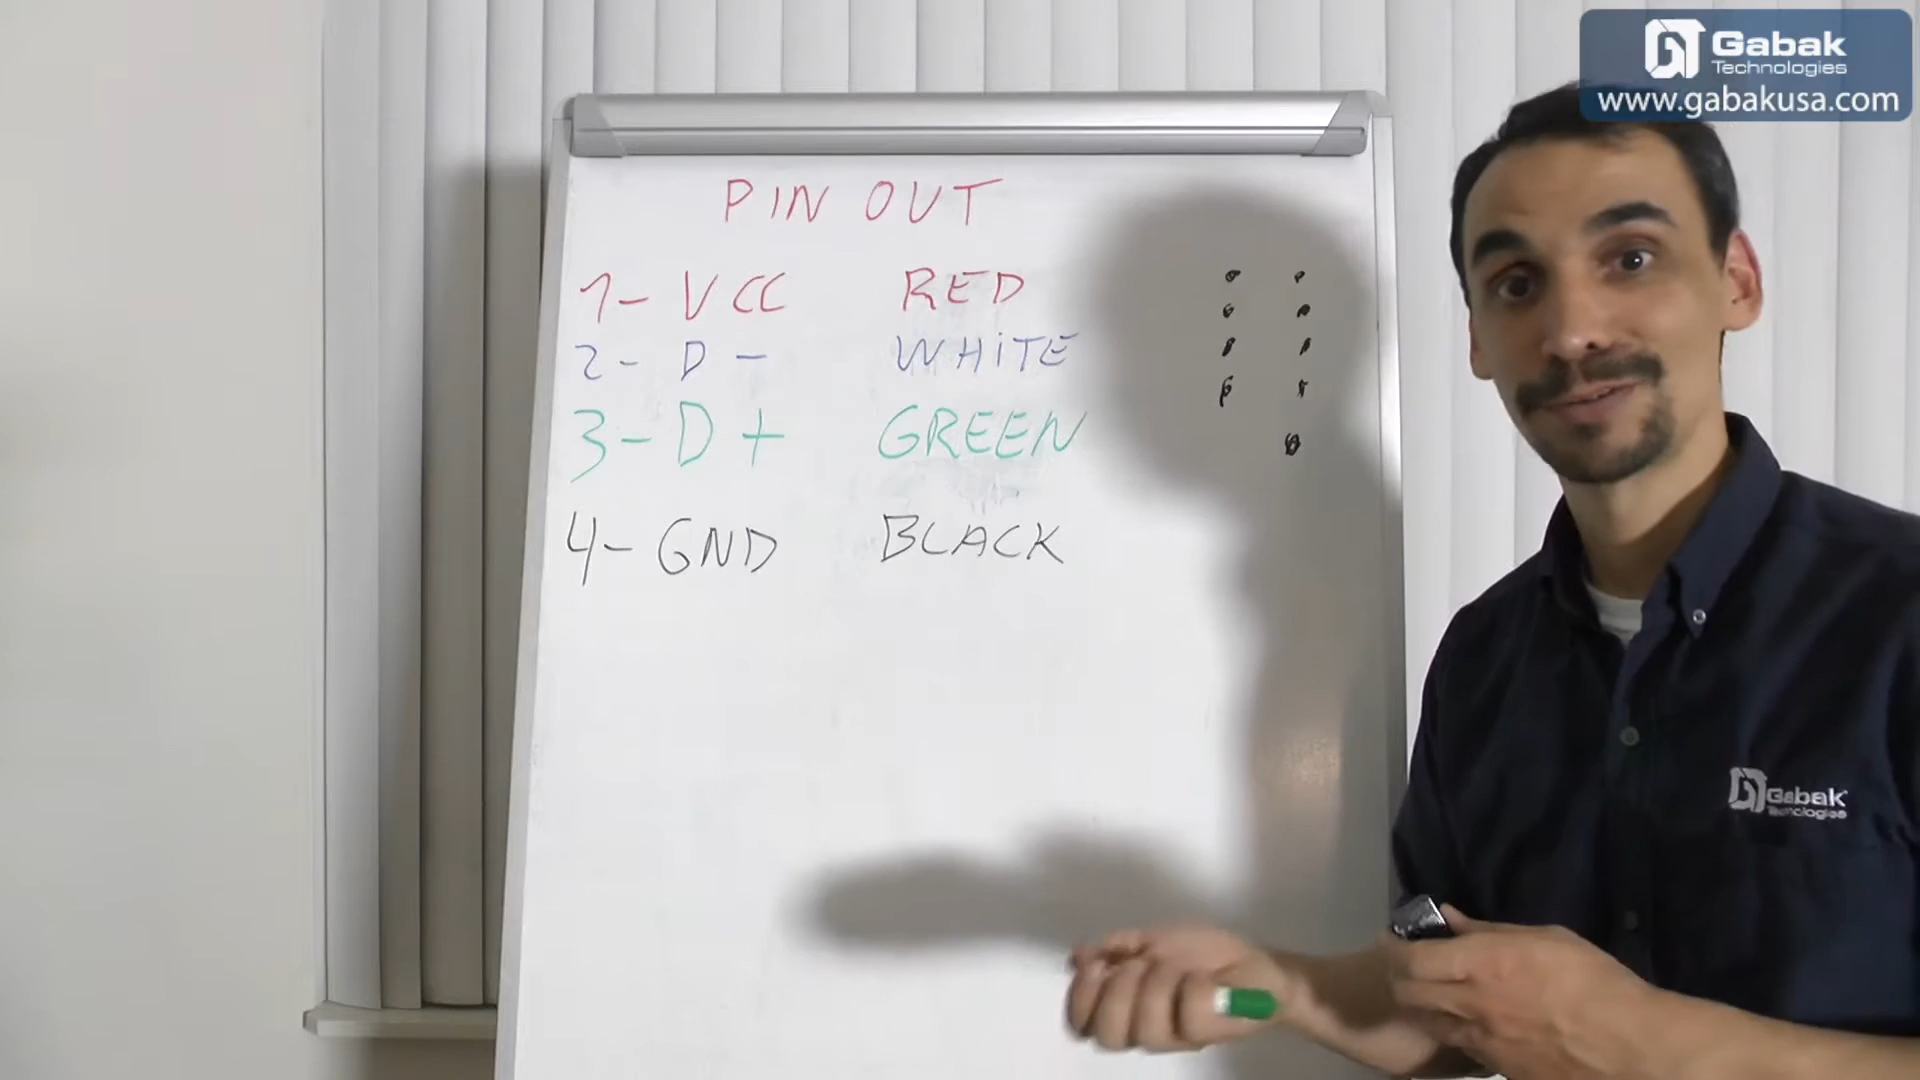 Gabak
Technologies
www.gabakusa.com
PIN OUT
1- VCC RED
2- D - WHiTE
3- D + GREEN
4- GND BLACK
Gabak
Technologies